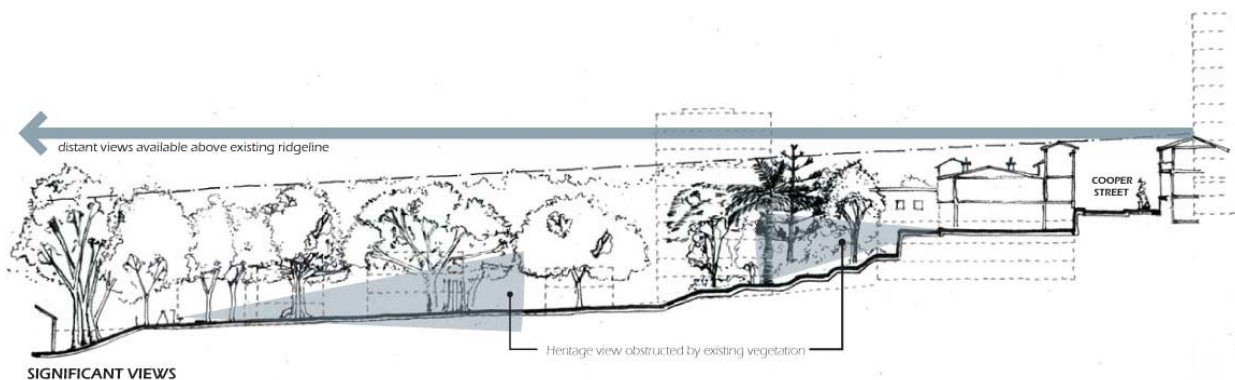 distant views available above existing ridgeline
COOPER
STREET
Heritage view obstructed by existing vegetation
SIGNIFICANT VIEWS